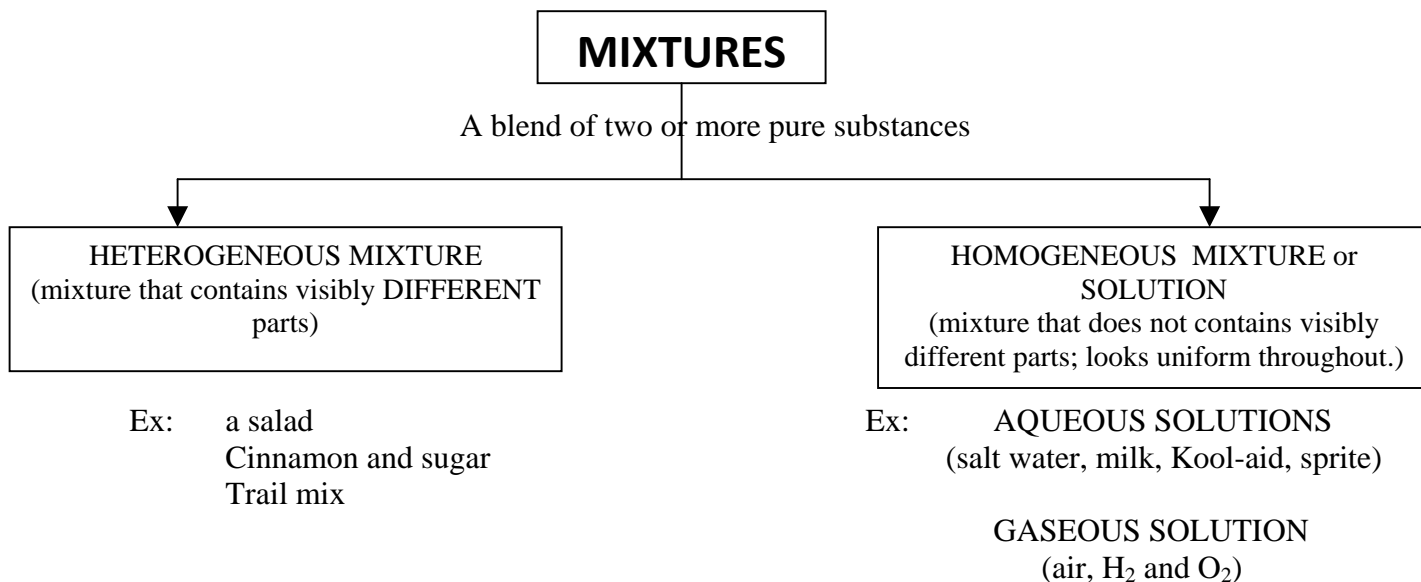 MIXTURES
A blend of two or more pure substances
HETEROGENEOUS MIXTURE
(mixture that contains visibly DIFFERENT
parts)
HOMOGENEOUS MIXTURE or
SOLUTION
(mixture that does not contains visibly
different parts; looks uniform throughout.)
Ex: a salad
Cinnamon and sugar
Trail mix
Ex: AQUEOUS SOLUTIONS
(salt water, milk, Kool-aid, sprite)
GASEOUS SOLUTION
(air, H₂ and O₂)